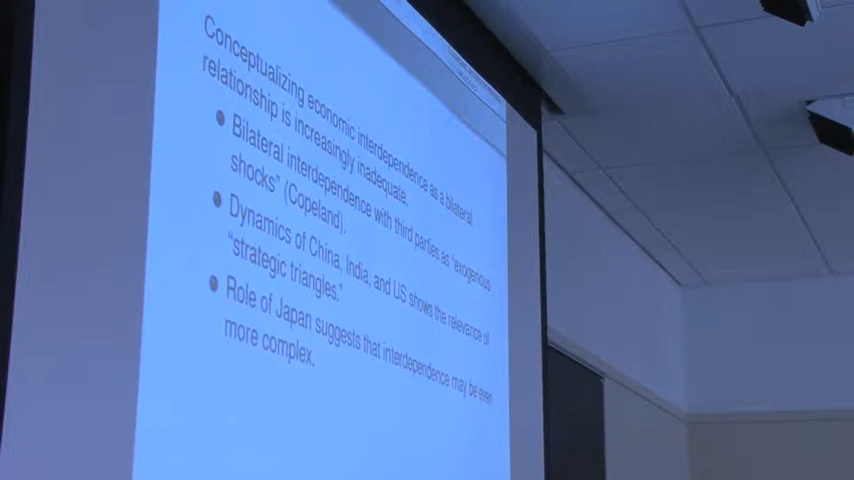 Conceptualizing economic interdependence as a bilateral
relationship is increasingly inadequate.
Bilateral interdependence with third parties as “exogenous
shocks” (Copeland).
Dynamics of China, India, and US shows the relevance of
“strategic triangles.”
Role of Japan suggests that interdependence may be even
more complex.